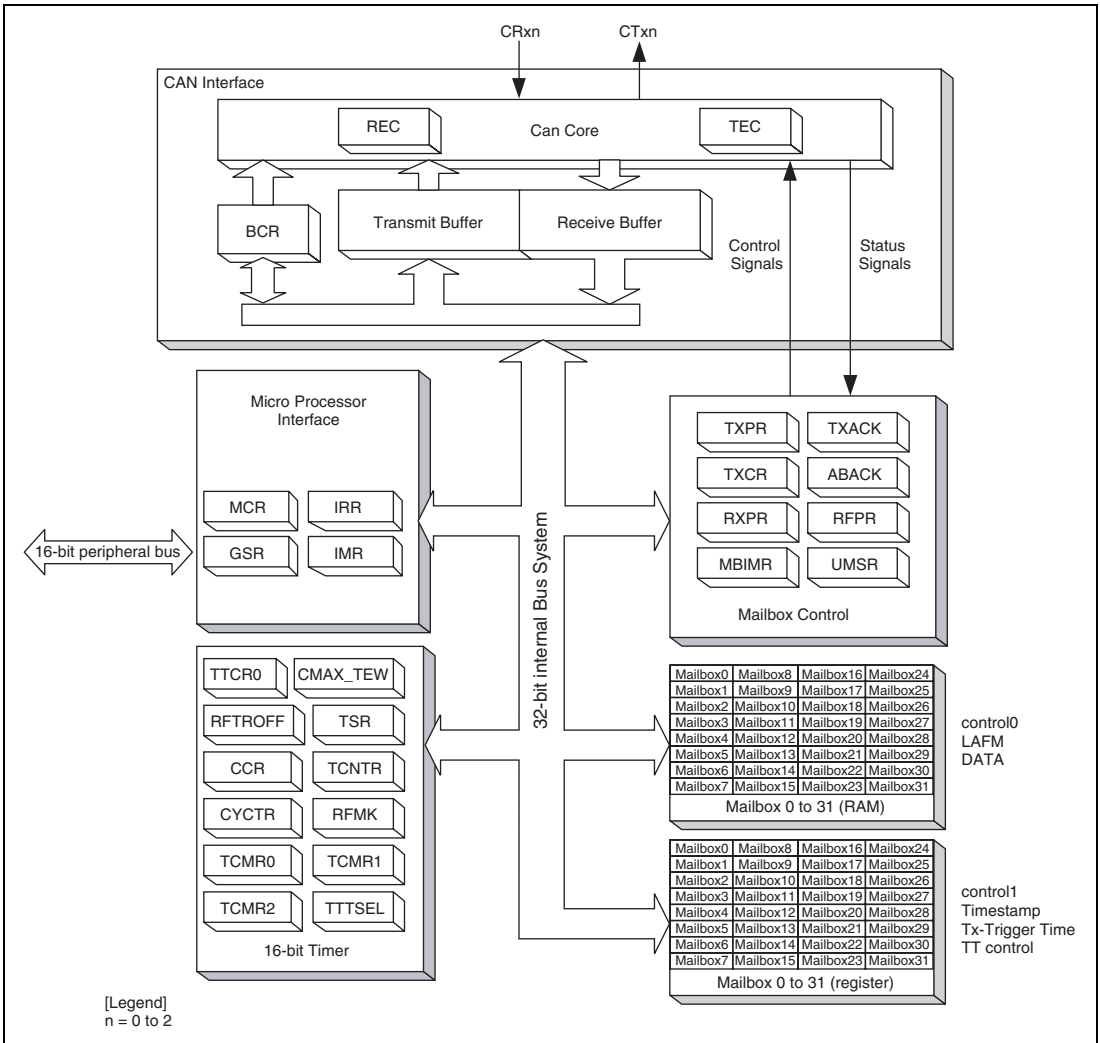 CRxn CTxn
CAN Interface
REC Can Core TEC
BCR Transmit Buffer Receive Buffer
Control
Signals
Status
Signals
Micro Processor
Interface
MCR IRR
GSR IMR
16-bit peripheral bus
32-bit internal Bus System
TXPR TXACK
TXCR ABACK
RXPR RFPR
MBIMR UMSR
Mailbox Control
TTCR0 CMAX_TEW
RFTROFF TSR
CCR TCNTR
CYCTR RFMK
TCMR0 TCMR1
TCMR2 TTTSEL
16-bit Timer
Mailbox0 Mailbox8 Mailbox16 Mailbox24
Mailbox1 Mailbox9 Mailbox17 Mailbox25
Mailbox2 Mailbox10 Mailbox18 Mailbox26
Mailbox3 Mailbox11 Mailbox19 Mailbox27
Mailbox4 Mailbox12 Mailbox20 Mailbox28
Mailbox5 Mailbox13 Mailbox21 Mailbox29
Mailbox6 Mailbox14 Mailbox22 Mailbox30
Mailbox7 Mailbox15 Mailbox23 Mailbox31
Mailbox 0 to 31 (RAM)
control0
LAFM
DATA
Mailbox0 Mailbox8 Mailbox16 Mailbox24
Mailbox1 Mailbox9 Mailbox17 Mailbox25
Mailbox2 Mailbox10 Mailbox18 Mailbox26
Mailbox3 Mailbox11 Mailbox19 Mailbox27
Mailbox4 Mailbox12 Mailbox20 Mailbox28
Mailbox5 Mailbox13 Mailbox21 Mailbox29
Mailbox6 Mailbox14 Mailbox22 Mailbox30
Mailbox7 Mailbox15 Mailbox23 Mailbox31
Mailbox 0 to 31 (register)
control1
Timestamp
Tx-Trigger Time
TT control
[Legend]
n = 0 to 2